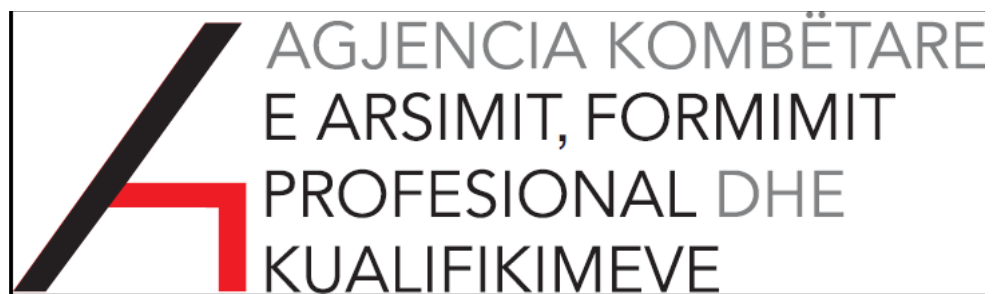 AGJENCIA KOMBËTARE
E ARSIMIT, FORMIMIT
PROFESIONAL DHE
KUALIFIKIMEVE